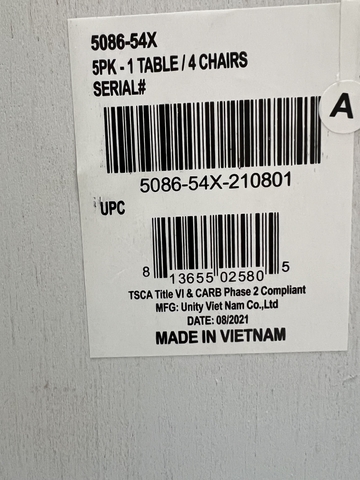 5086-54X
5PK - 1 TABLE / 4 CHAIRS
SERIAL#
A
5086-54X-210801
UPC
8 13655 02580 5
TSCA Title VI & CARB Phase 2 Compliant
MFG: Unity Viet Nam Co.,Ltd
DATE: 08/2021
MADE IN VIETNAM